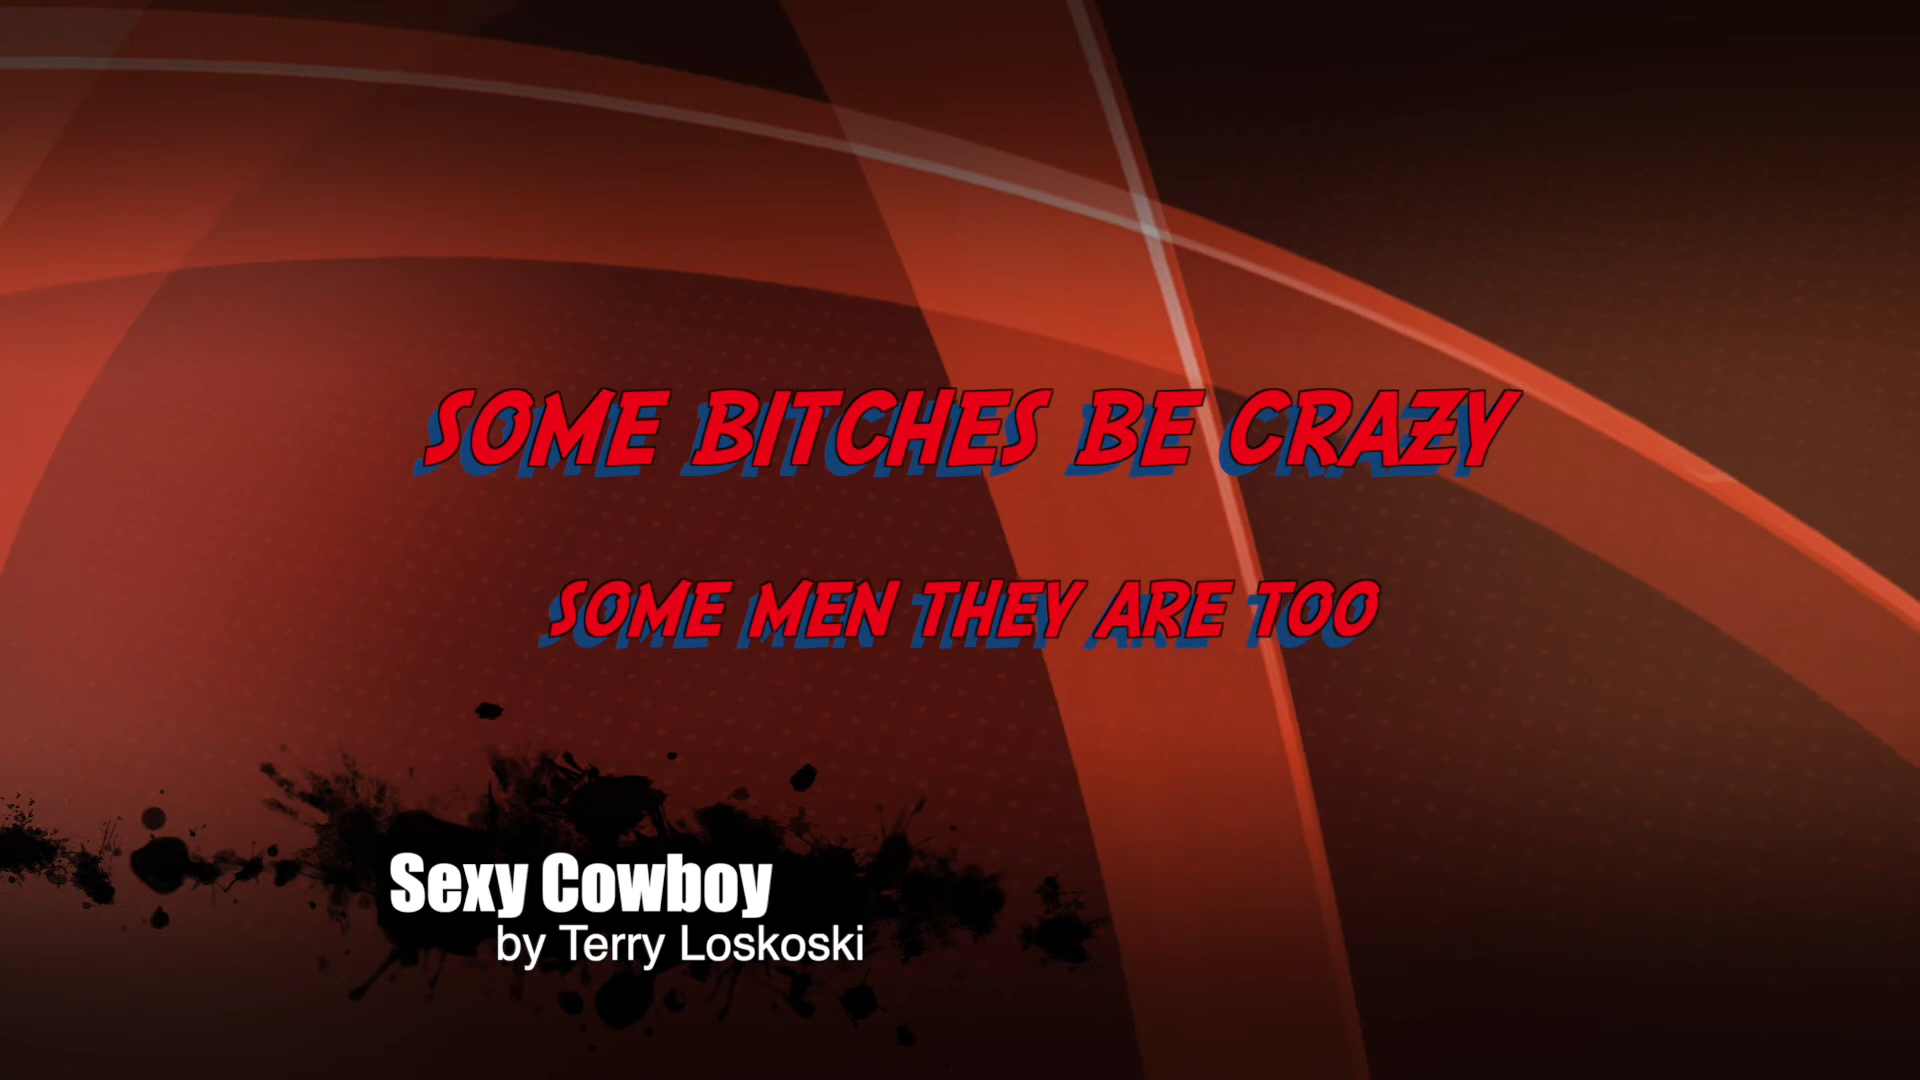 SOME BITCHES BE CRAZY
SOME MEN THEY ARE TOO
Sexy Cowboy
by Terry Loskoski